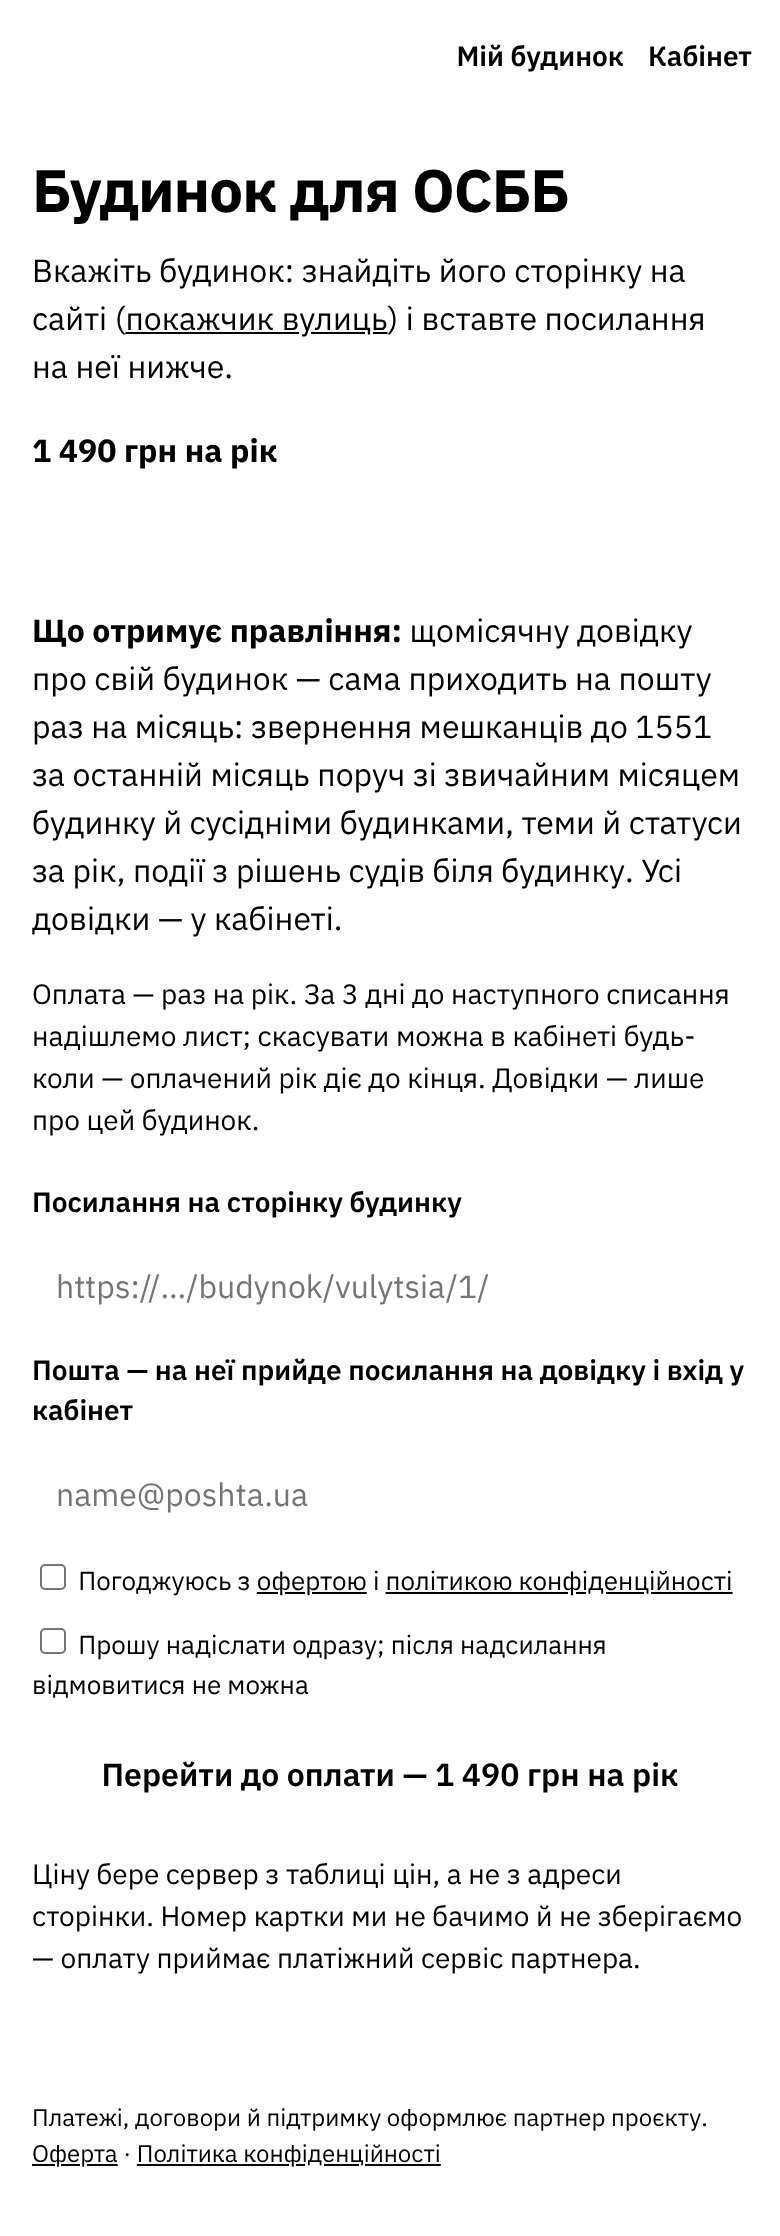 Мій будинок Кабінет
Будинок для ОСББ
Вкажіть будинок: знайдіть його сторінку на
сайті (покажчик вулиць) і вставте посилання
на неї нижче.
1 490 грн на рік
Що отримує правління: щомісячну довідку
про свій будинок — сама приходить на пошту
раз на місяць: звернення мешканців до 1551
за останній місяць поруч зі звичайним місяцем
будинку й сусідніми будинками, теми й статуси
за рік, події з рішень судів біля будинку. Усі
довідки — у кабінеті.
Оплата — раз на рік. За 3 дні до наступного списання
надішлемо лист; скасувати можна в кабінеті будь-
коли — оплачений рік діє до кінця. Довідки — лише
про цей будинок.
Посилання на сторінку будинку
https://…/budynok/vulytsia/1/
Пошта — на неї прийде посилання на довідку і вхід у
кабінет
name@poshta.ua
Погоджуюсь з офертою і політикою конфіденційності
Прошу надіслати одразу; після надсилання
відмовитися не можна
Перейти до оплати — 1 490 грн на рік
Ціну бере сервер з таблиці цін, а не з адреси
сторінки. Номер картки ми не бачимо й не зберігаємо
— оплату приймає платіжний сервіс партнера.
Платежі, договори й підтримку оформлює партнер проєкту.
Оферта · Політика конфіденційності